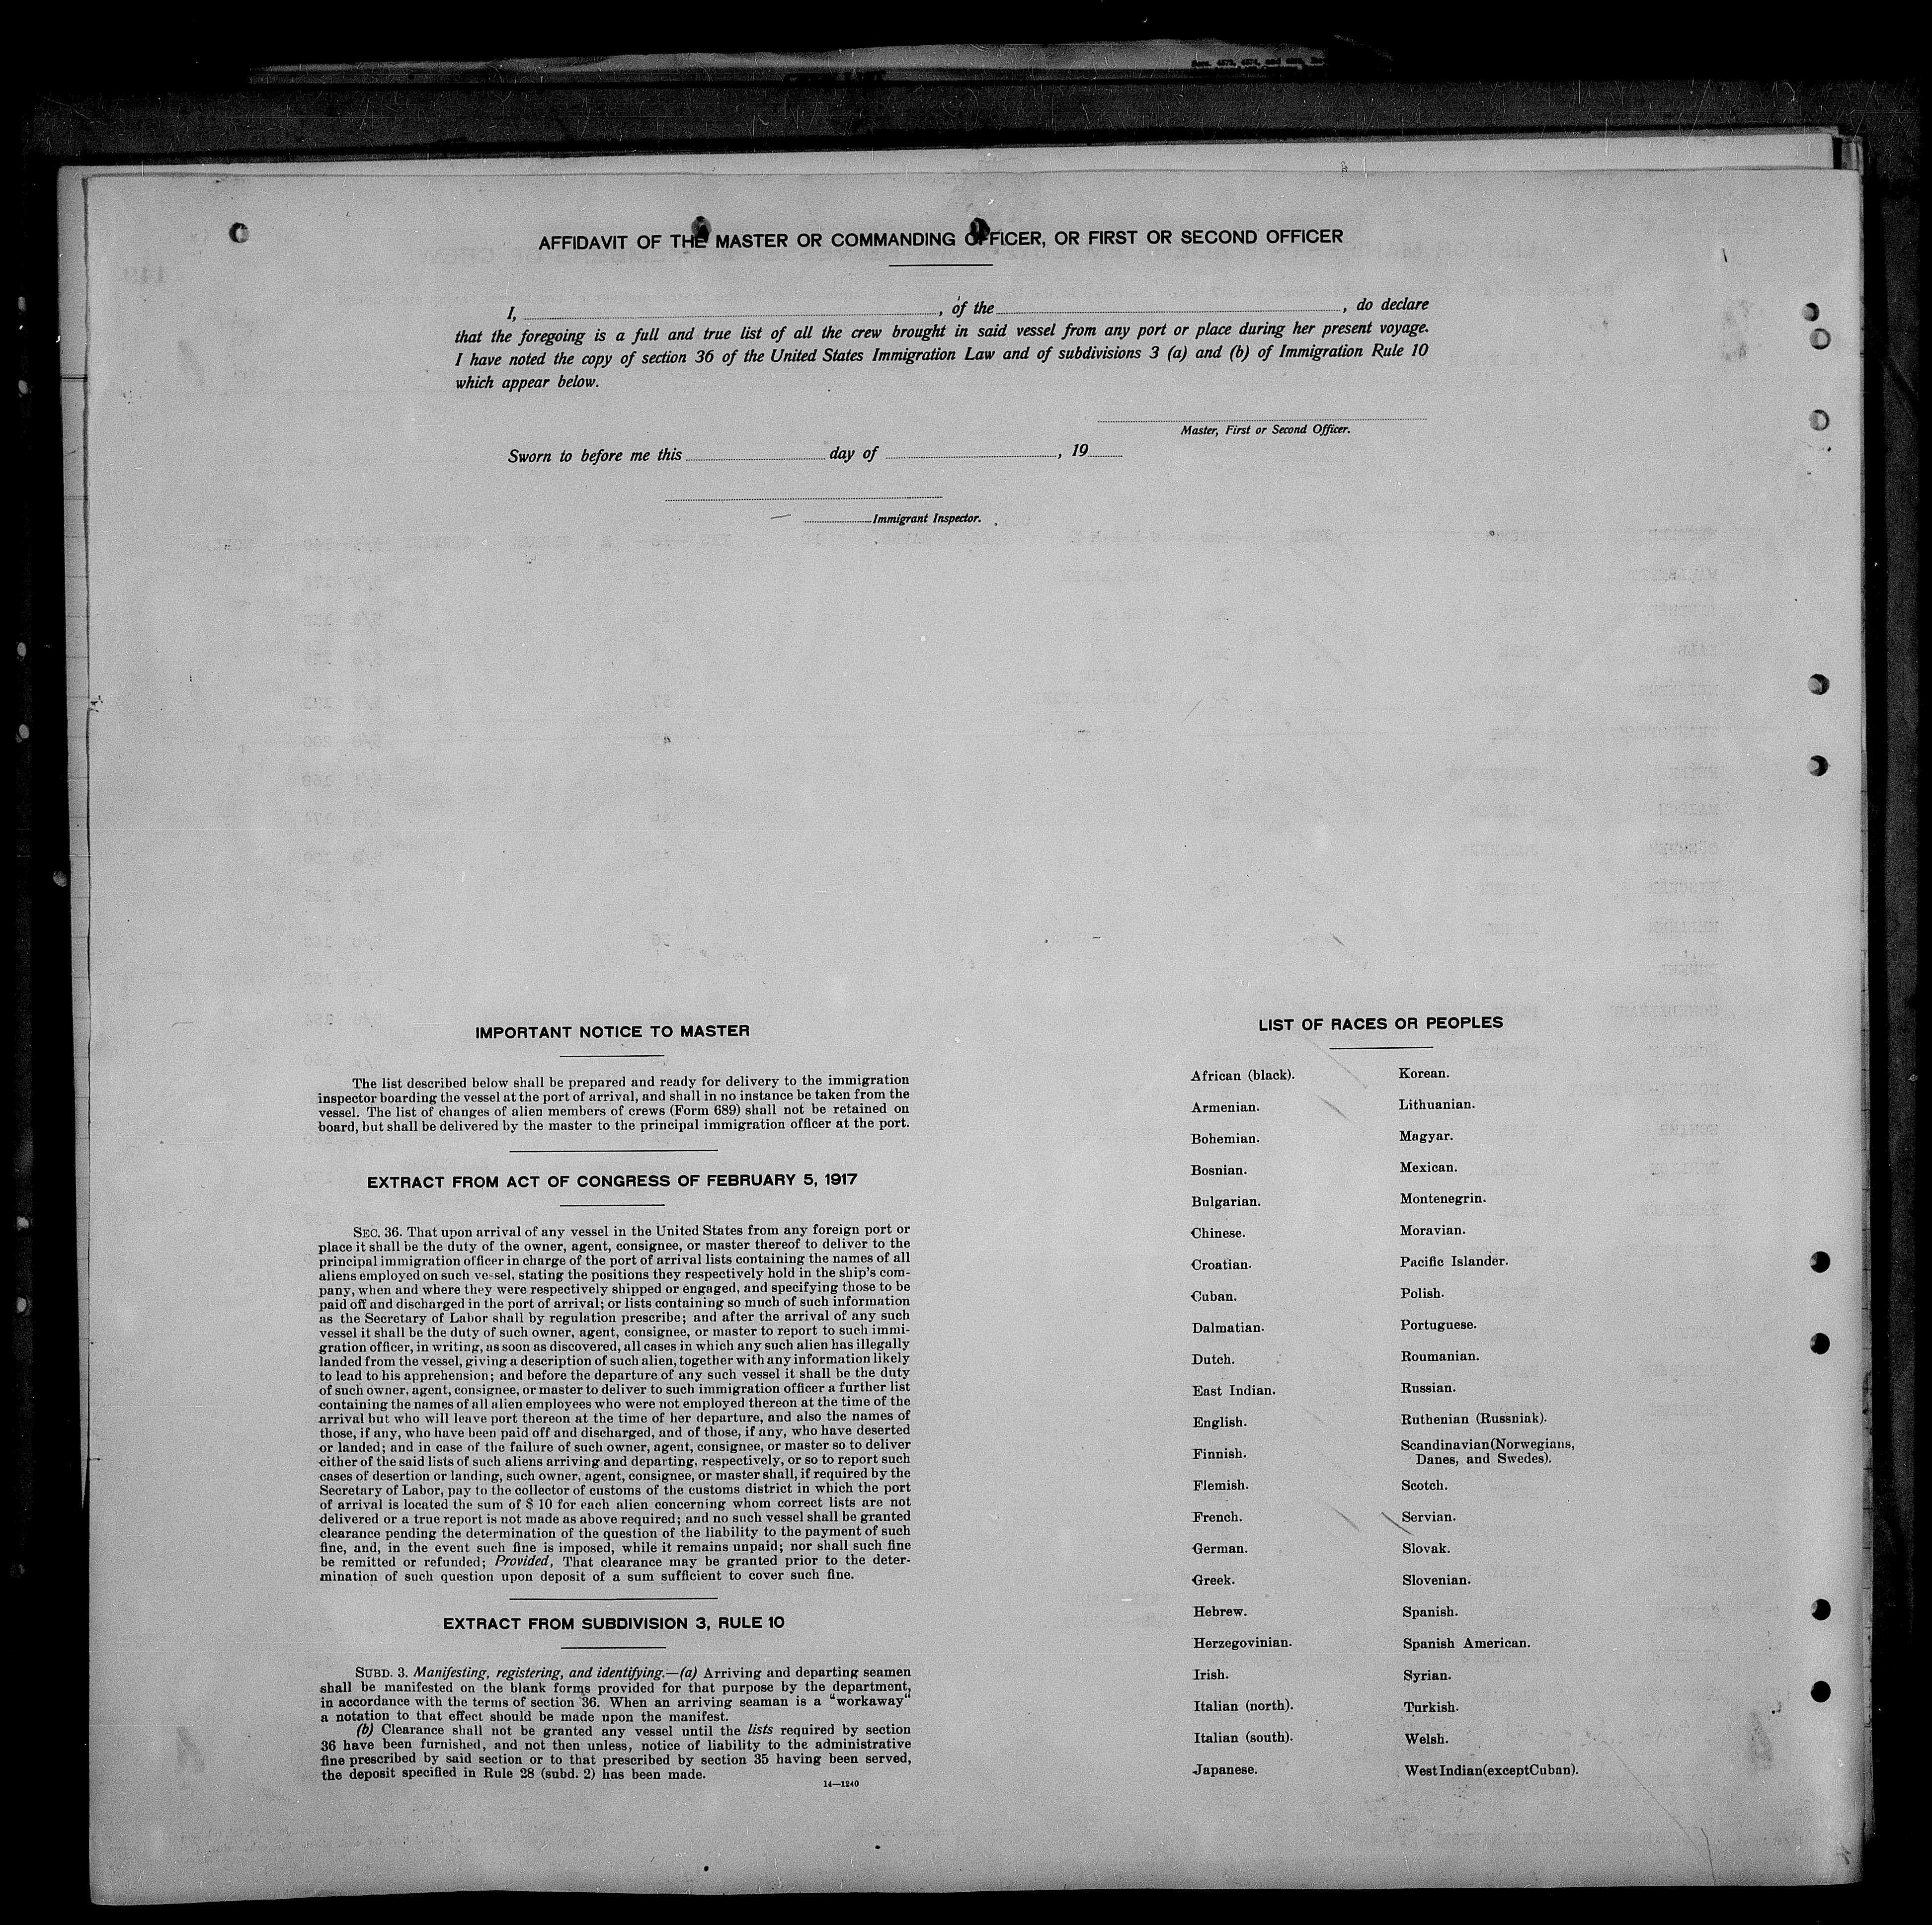 AFFIDAVIT OF THE MASTER OR COMMANDING OFFICER, OR FIRST OR SECOND OFFICER
I, , of the , do declare
that the foregoing is a full and true list of all the crew brought in said vessel from any port or place during her present voyage.
I have noted the copy of section 36 of the United States Immigration Law and of subdivisions 3 (a) and (b) of Immigration Rule 10
which appear below.
Master, First or Second Officer.
Sworn to before me this day of , 19
Immigrant Inspector.
IMPORTANT NOTICE TO MASTER
The list described below shall be prepared and ready for delivery to the immigration
inspector boarding the vessel at the port of arrival, and shall in no instance be taken from the
vessel. The list of changes of alien members of crews (Form 689) shall not be retained on
board, but shall be delivered by the master to the principal immigration officer at the port.
EXTRACT FROM ACT OF CONGRESS OF FEBRUARY 5, 1917
SEC. 36. That upon arrival of any vessel in the United States from any foreign port or
place it shall be the duty of the owner, agent, consignee, or master thereof to deliver to the
principal immigration officer in charge of the port of arrival lists containing the names of all
aliens employed on such vessel, stating the positions they respectively hold in the ship's com-
pany, when and where they were respectively shipped or engaged, and specifying those to be
paid off and discharged in the port of arrival; or lists containing so much of such information
as the Secretary of Labor shall by regulation prescribe; and after the arrival of any such
vessel it shall be the duty of such owner, agent, consignee, or master to report to such immi-
gration officer, in writing, as soon as discovered, all cases in which any such alien has illegally
landed from the vessel, giving a description of such alien, together with any information likely
to lead to his apprehension; and before the departure of any such vessel it shall be the duty
of such owner, agent, consignee, or master to deliver to such immigration officer a further list
containing the names of all alien employees who were not employed thereon at the time of the
arrival but who will leave port thereon at the time of her departure, and also the names of
those, if any, who have been paid off and discharged, and of those, if any, who have deserted
or landed; and in case of the failure of such owner, agent, consignee, or master so to deliver
either of the said lists of such aliens arriving and departing, respectively, or so to report such
cases of desertion or landing, such owner, agent, consignee, or master shall, if required by the
Secretary of Labor, pay to the collector of customs of the customs district in which the port
of arrival is located the sum of $ 10 for each alien concerning whom correct lists are not
delivered or a true report is not made as above required; and no such vessel shall be granted
clearance pending the determination of the question of the liability to the payment of such
fine, and, in the event such fine is imposed, while it remains unpaid; nor shall such fine
be remitted or refunded; Provided, That clearance may be granted prior to the deter-
mination of such question upon deposit of a sum sufficient to cover such fine.
EXTRACT FROM SUBDIVISION 3, RULE 10
SUBD. 3. Manifesting, registering, and identifying.—(a) Arriving and departing seamen
shall be manifested on the blank forms provided for that purpose by the department,
in accordance with the terms of section 36. When an arriving seaman is a "workaway"
a notation to that effect should be made upon the manifest.
(b) Clearance shall not be granted any vessel until the lists required by section
36 have been furnished, and not then unless, notice of liability to the administrative
fine prescribed by said section or to that prescribed by section 35 having been served,
the deposit specified in Rule 28 (subd. 2) has been made.
14—1240
LIST OF RACES OR PEOPLES
African (black).
Armenian.
Bohemian.
Bosnian.
Bulgarian.
Chinese.
Croatian.
Cuban.
Dalmatian.
Dutch.
East Indian.
English.
Finnish.
Flemish.
French.
German.
Greek.
Hebrew.
Herzegovinian.
Irish.
Italian (north).
Italian (south).
Japanese.
Korean.
Lithuanian.
Magyar.
Mexican.
Montenegrin.
Moravian.
Pacific Islander.
Polish.
Portuguese.
Roumanian.
Russian.
Ruthenian (Russniak).
Scandinavian (Norwegians,
Danes, and Swedes).
Scotch.
Servian.
Slovak.
Slovenian.
Spanish.
Spanish American.
Syrian.
Turkish.
Welsh.
West Indian (except Cuban).